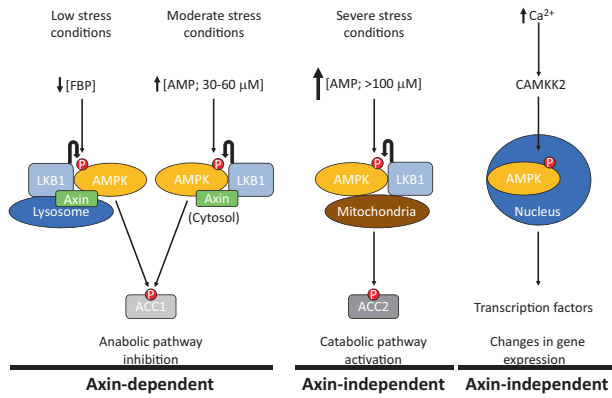 Low stress
conditions
Moderate stress
conditions
Severe stress
conditions
Ca²⁺
[FBP]
[AMP; 30-60 µM]
[AMP; >100 µM]
CAMKK2
P
LKB1
AMPK
Axin
Lysosome
P
AMPK
LKB1
Axin
(Cytosol)
P
AMPK
LKB1
Mitochondria
P
AMPK
Nucleus
P
ACC1
P
ACC2
Transcription factors
Anabolic pathway
inhibition
Catabolic pathway
activation
Changes in gene
expression
Axin-dependent
Axin-independent
Axin-independent